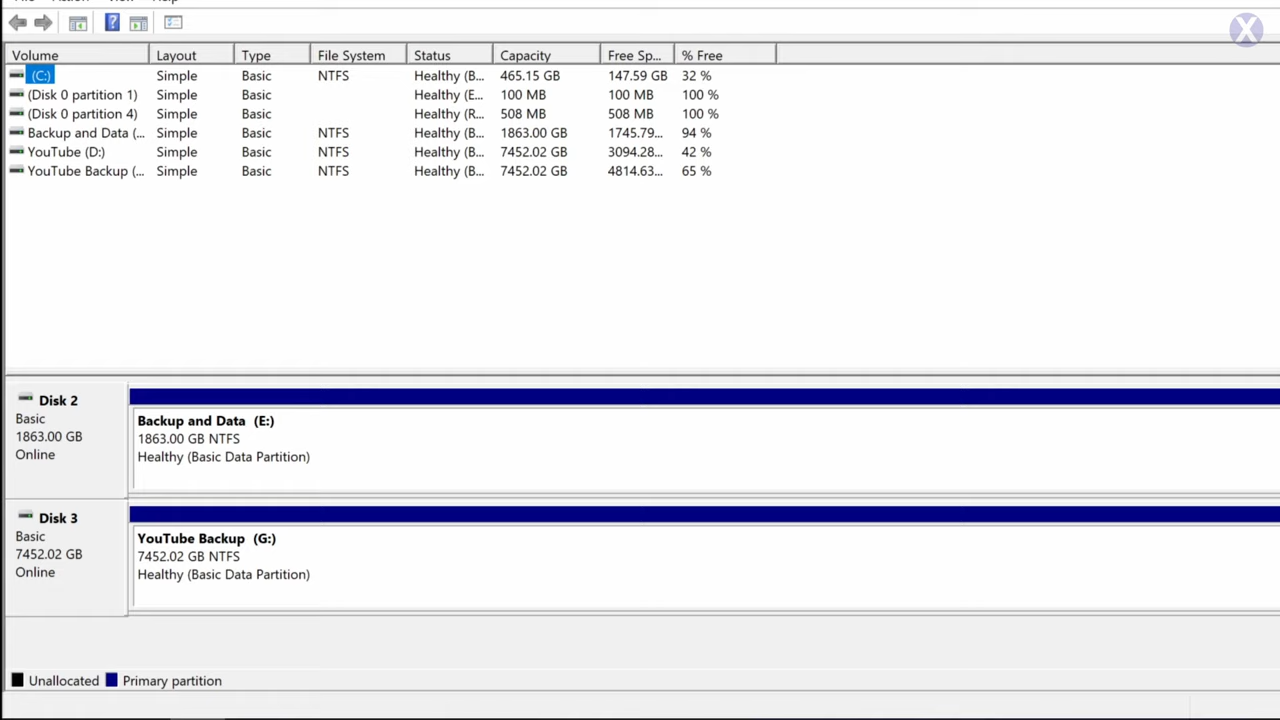 Volume Layout Type File System Status Capacity Free Sp... % Free
(C:) Simple Basic NTFS Healthy (B... 465.15 GB 147.59 GB 32 %
(Disk 0 partition 1) Simple Basic Healthy (E... 100 MB 100 MB 100 %
(Disk 0 partition 4) Simple Basic Healthy (R... 508 MB 508 MB 100 %
Backup and Data (... Simple Basic NTFS Healthy (B... 1863.00 GB 1745.79... 94 %
YouTube (D:) Simple Basic NTFS Healthy (B... 7452.02 GB 3094.28... 42 %
YouTube Backup (... Simple Basic NTFS Healthy (B... 7452.02 GB 4814.63... 65 %
Disk 2
Basic
1863.00 GB
Online
Backup and Data (E:)
1863.00 GB NTFS
Healthy (Basic Data Partition)
Disk 3
Basic
7452.02 GB
Online
YouTube Backup (G:)
7452.02 GB NTFS
Healthy (Basic Data Partition)
Unallocated Primary partition